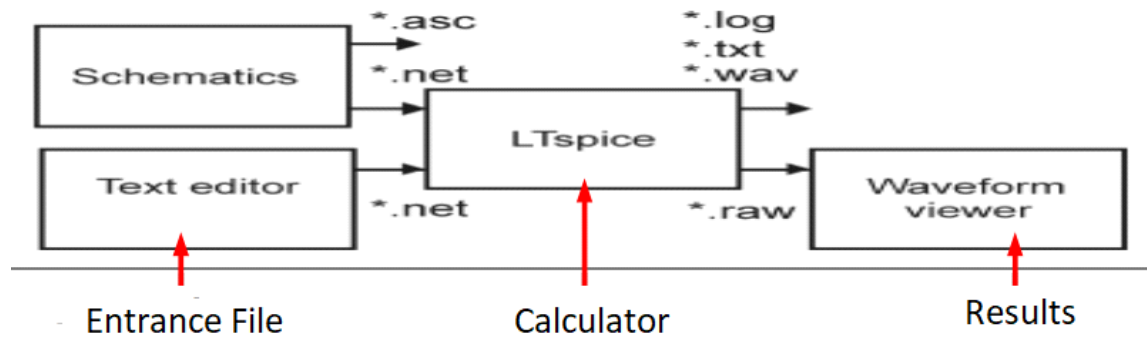 *.asc
Schematics
*.net
*.log
*.txt
*.wav
LTspice
Text editor
*.net
*.raw
Waveform
viewer
Entrance File
Calculator
Results